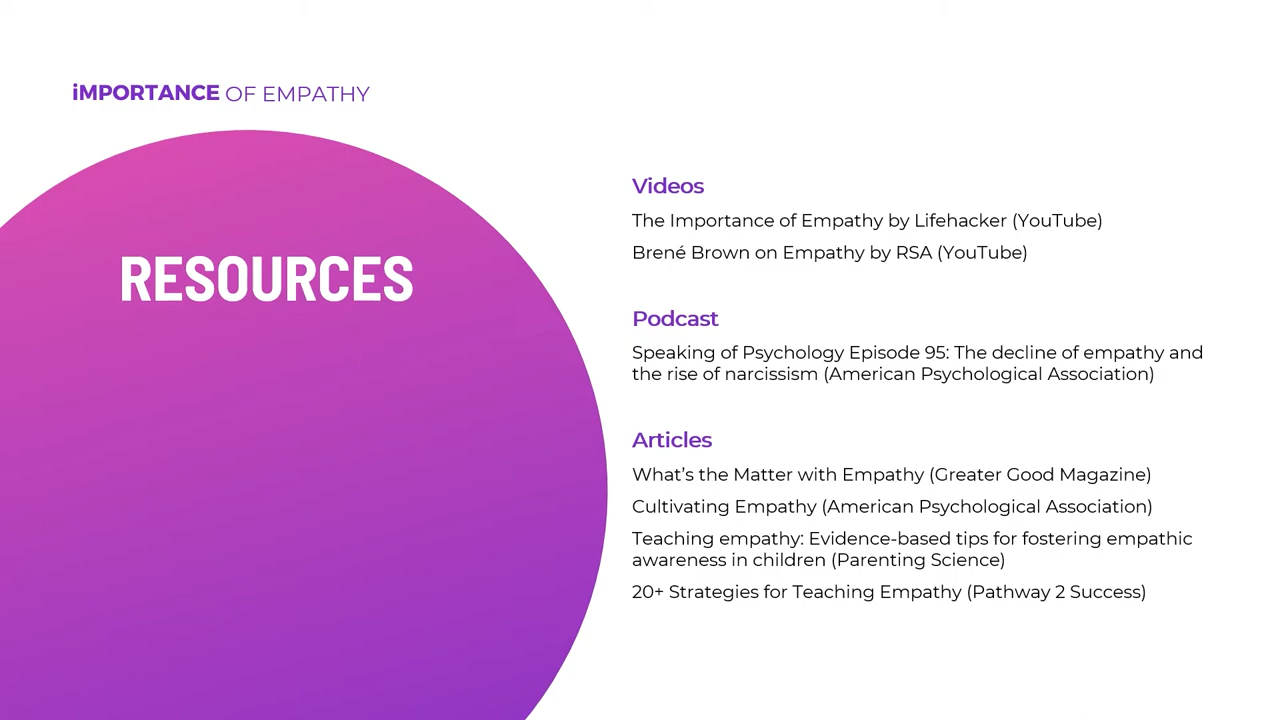 iMPORTANCE OF EMPATHY
RESOURCES
Videos
The Importance of Empathy by Lifehacker (YouTube)
Brené Brown on Empathy by RSA (YouTube)
Podcast
Speaking of Psychology Episode 95: The decline of empathy and
the rise of narcissism (American Psychological Association)
Articles
What’s the Matter with Empathy (Greater Good Magazine)
Cultivating Empathy (American Psychological Association)
Teaching empathy: Evidence-based tips for fostering empathic
awareness in children (Parenting Science)
20+ Strategies for Teaching Empathy (Pathway 2 Success)